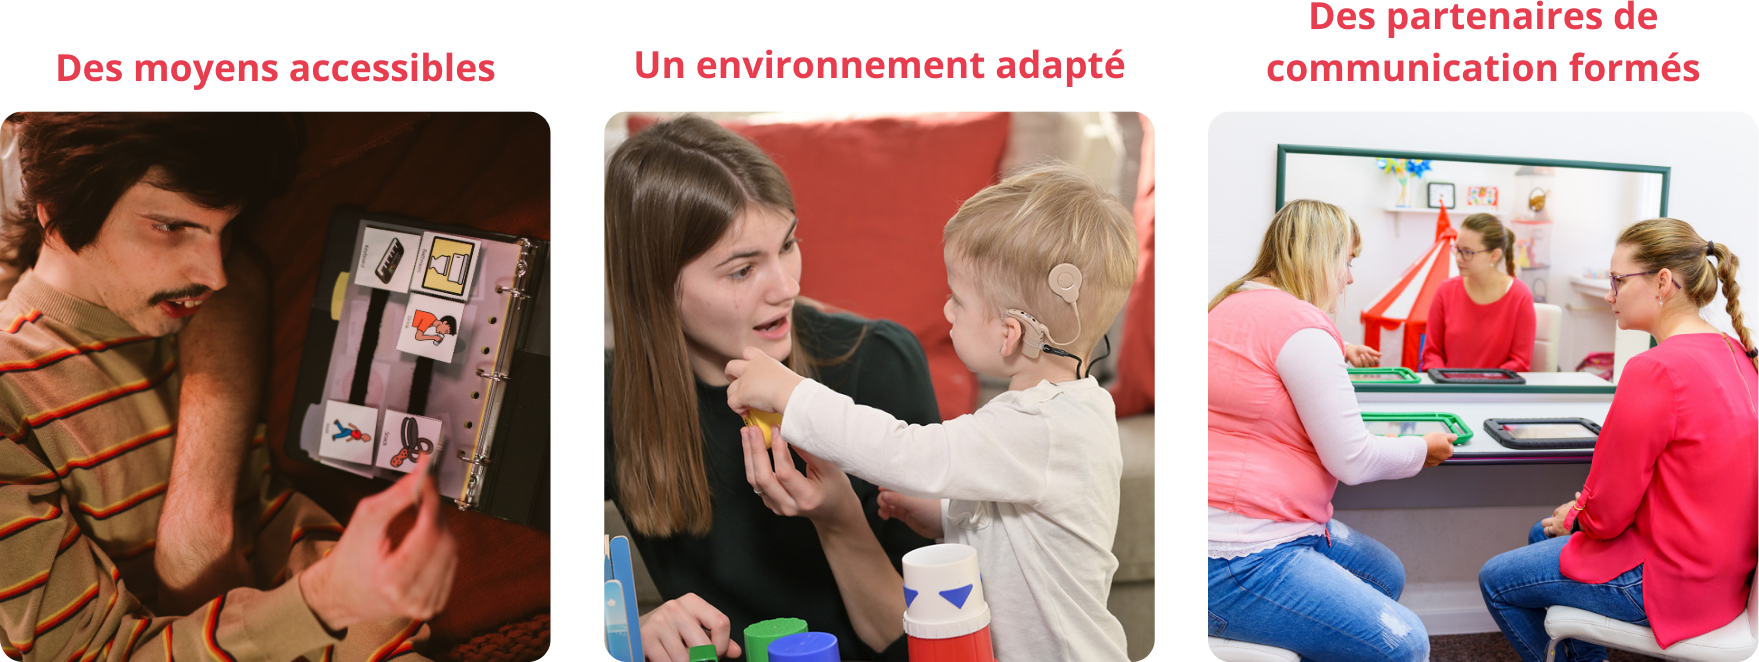 Des moyens accessibles
Un environnement adapté
Des partenaires de
communication formés